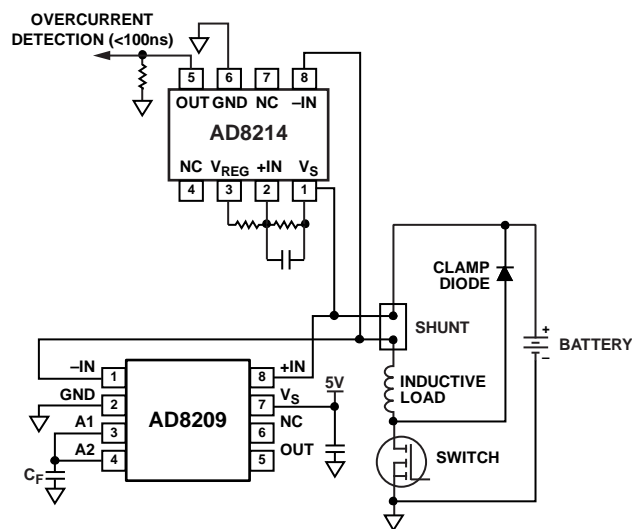 OVERCURRENT
DETECTION (<100ns)
5 6 7 8
OUT GND NC –IN
AD8214
NC VREG +IN VS
4 3 2 1
CLAMP
DIODE
SHUNT
+
–
BATTERY
–IN 1
GND 2
A1 3
A2 4
CF
AD8209
8 +IN
7 VS
6 NC
5 OUT
5V
INDUCTIVE
LOAD
SWITCH